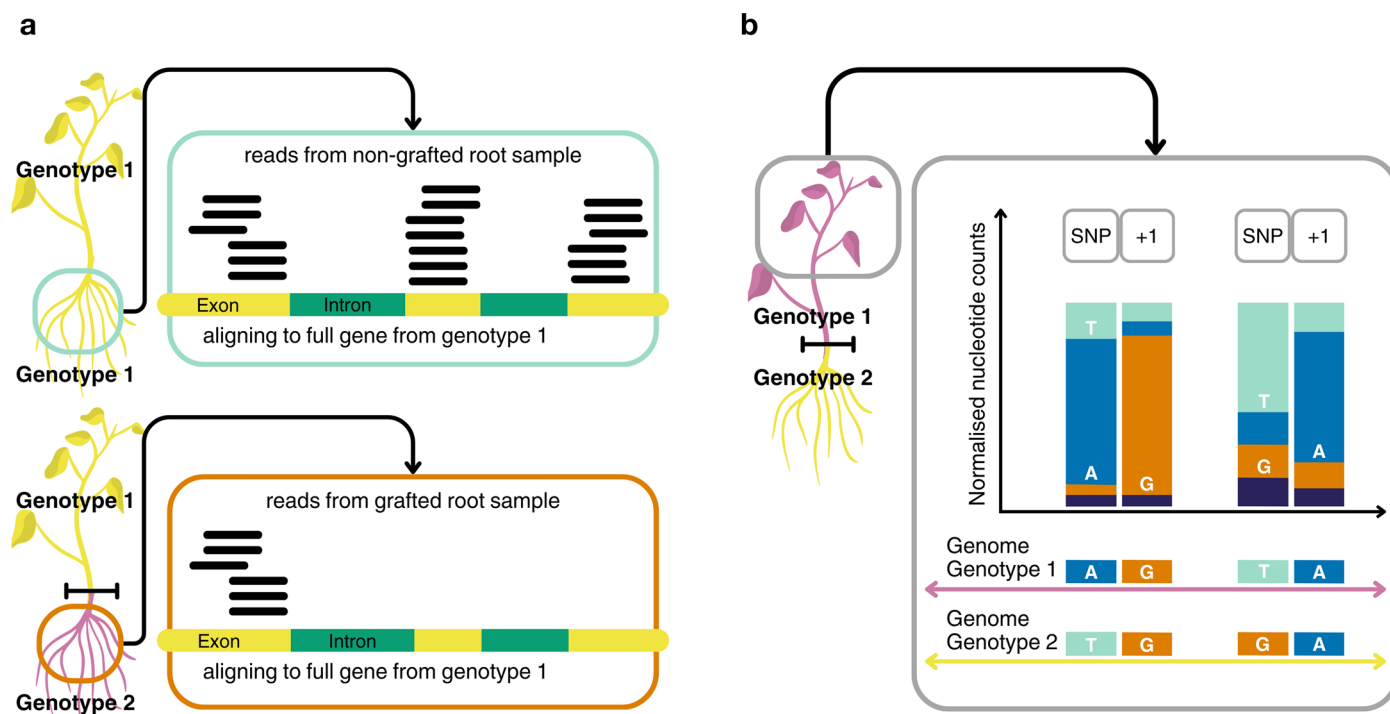 a
Genotype 1
Genotype 1
reads from non-grafted root sample
Exon
Intron
aligning to full gene from genotype 1
Genotype 1
Genotype 2
reads from grafted root sample
Exon
Intron
aligning to full gene from genotype 1
b
Genotype 1
Genotype 2
Normalised nucleotide counts
SNP +1 SNP +1
T
A
G
T
G
A
Genome
Genotype 1 A G T A
Genome
Genotype 2 T G G A